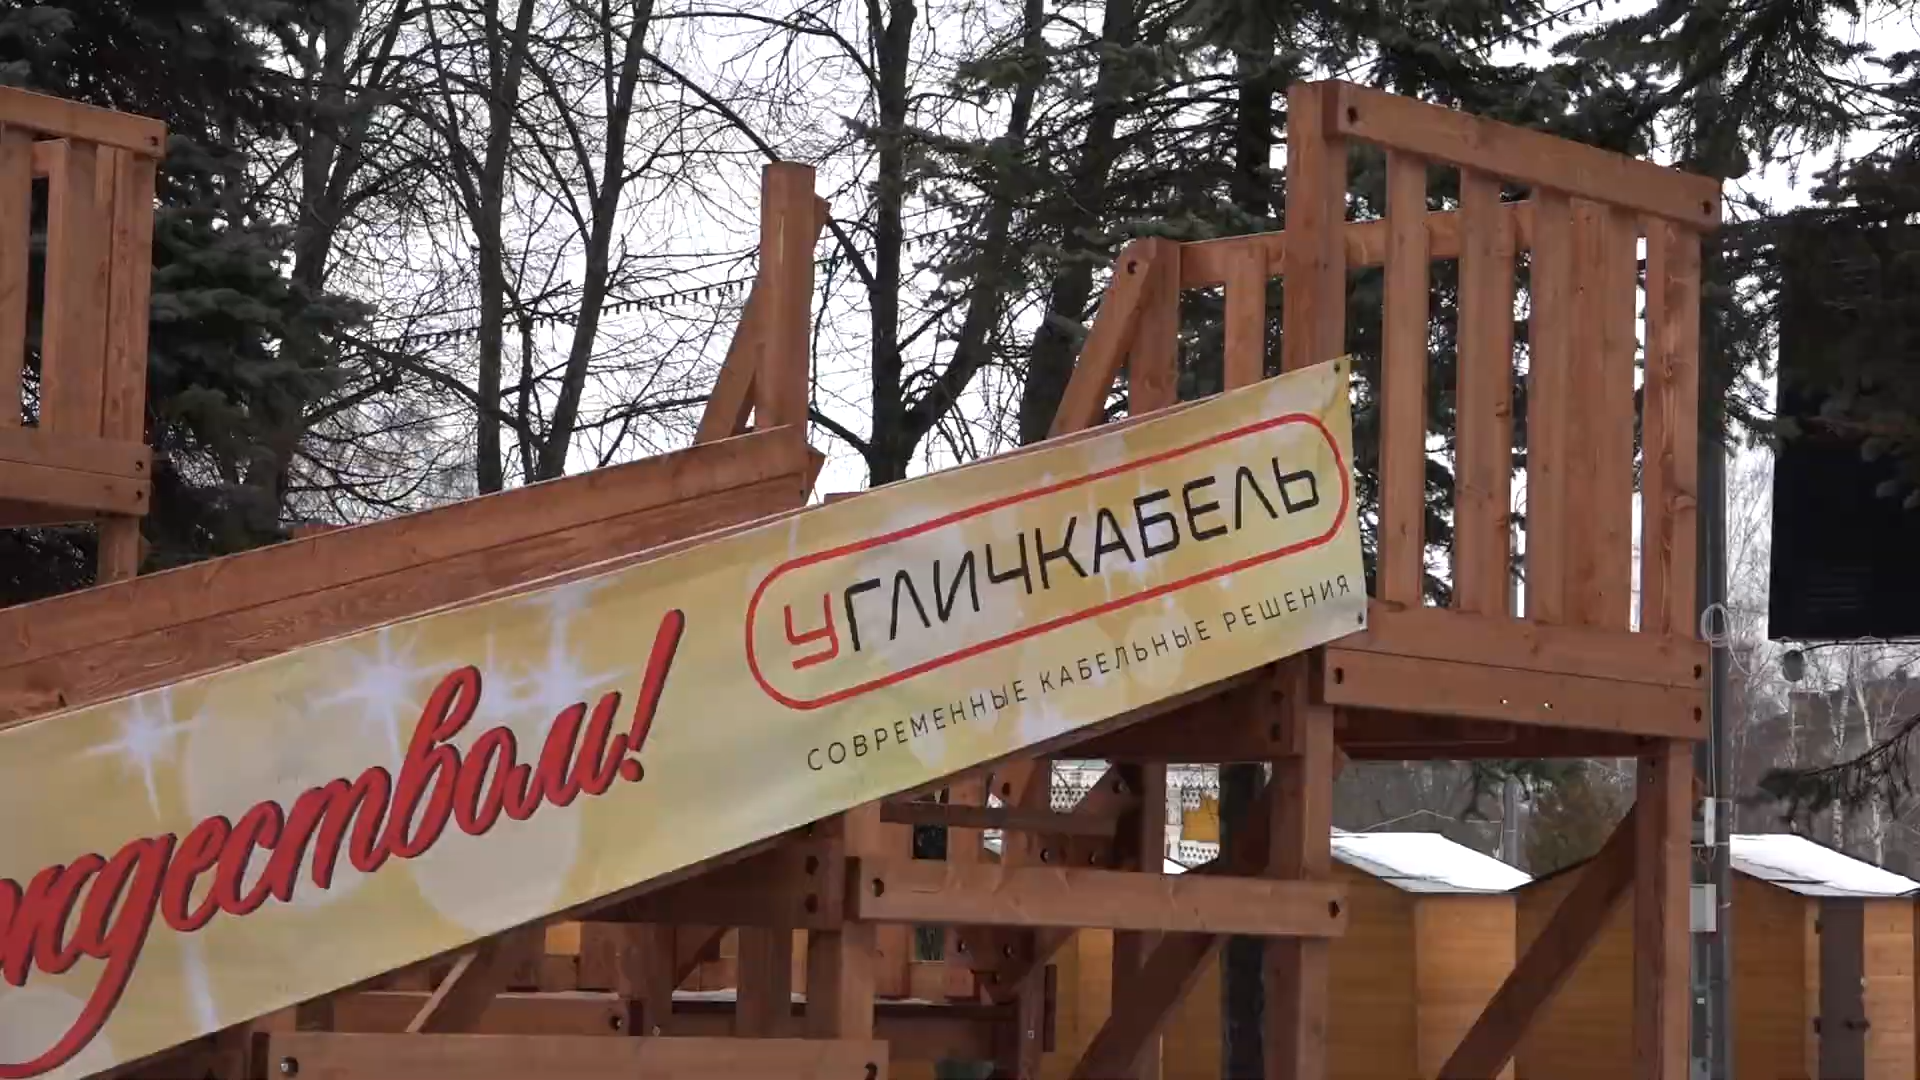 ождеством!
УГЛИЧКАБЕЛЬ
СОВРЕМЕННЫЕ КАБЕЛЬНЫЕ РЕШЕНИЯ